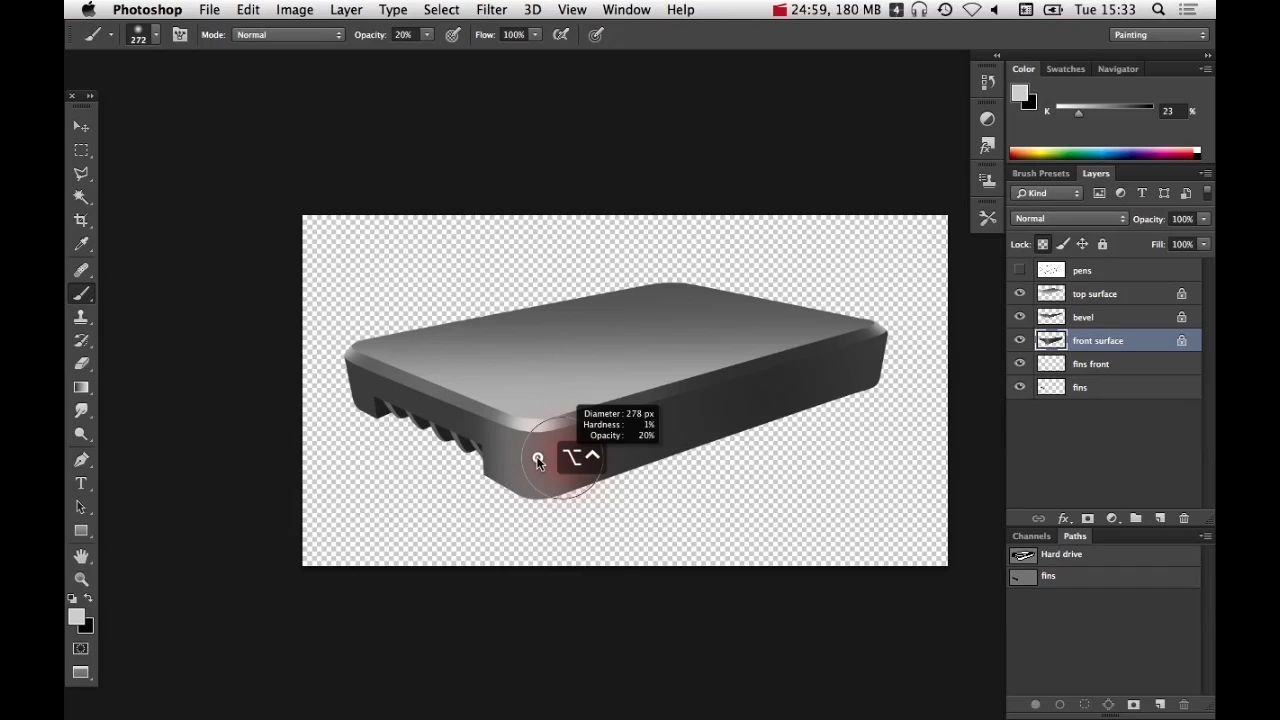 Photoshop File Edit Image Layer Type Select Filter 3D View Window Help 24:59, 180 MB 4 Tue 15:33
272 Mode: Normal Opacity: 20% Flow: 100% Painting
Color Swatches Navigator
K 23 %
Brush Presets Layers
Kind
Normal Opacity: 100%
Lock: Fill: 100%
pens
top surface
bevel
front surface
fins front
fins
Diameter: 278 px
Hardness: 1%
Opacity: 20%
⌥^
fx
Channels Paths
Hard drive
fins